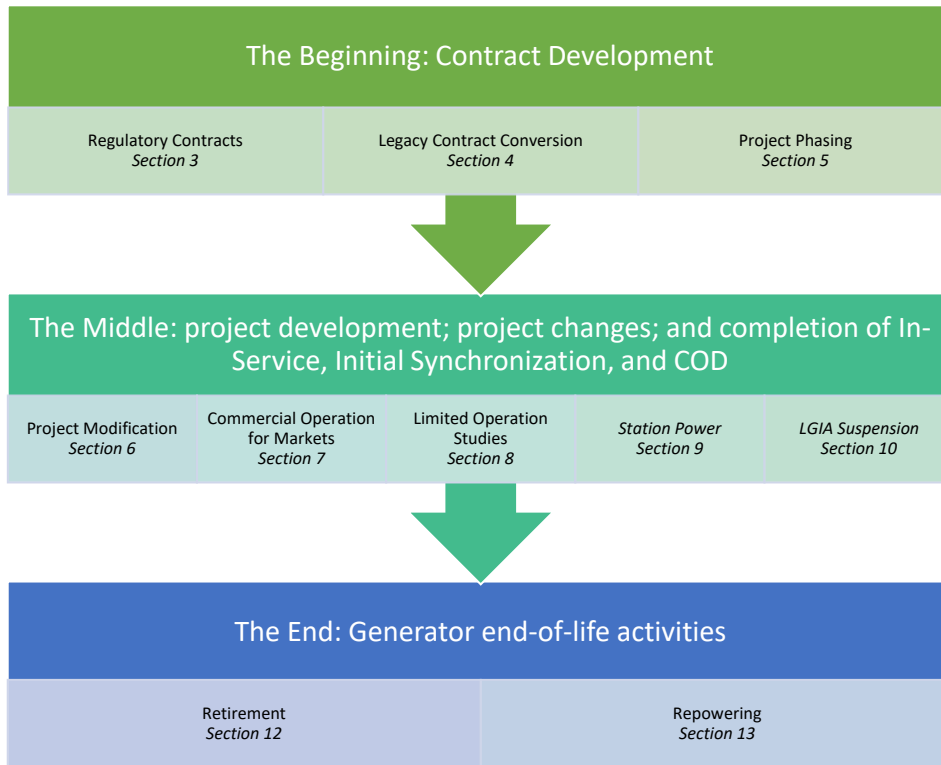 The Beginning: Contract Development
Regulatory Contracts
Section 3
Legacy Contract Conversion
Section 4
Project Phasing
Section 5
The Middle: project development; project changes; and completion of In-
Service, Initial Synchronization, and COD
Project Modification
Section 6
Commercial Operation
for Markets
Section 7
Limited Operation
Studies
Section 8
Station Power
Section 9
LGIA Suspension
Section 10
The End: Generator end-of-life activities
Retirement
Section 12
Repowering
Section 13